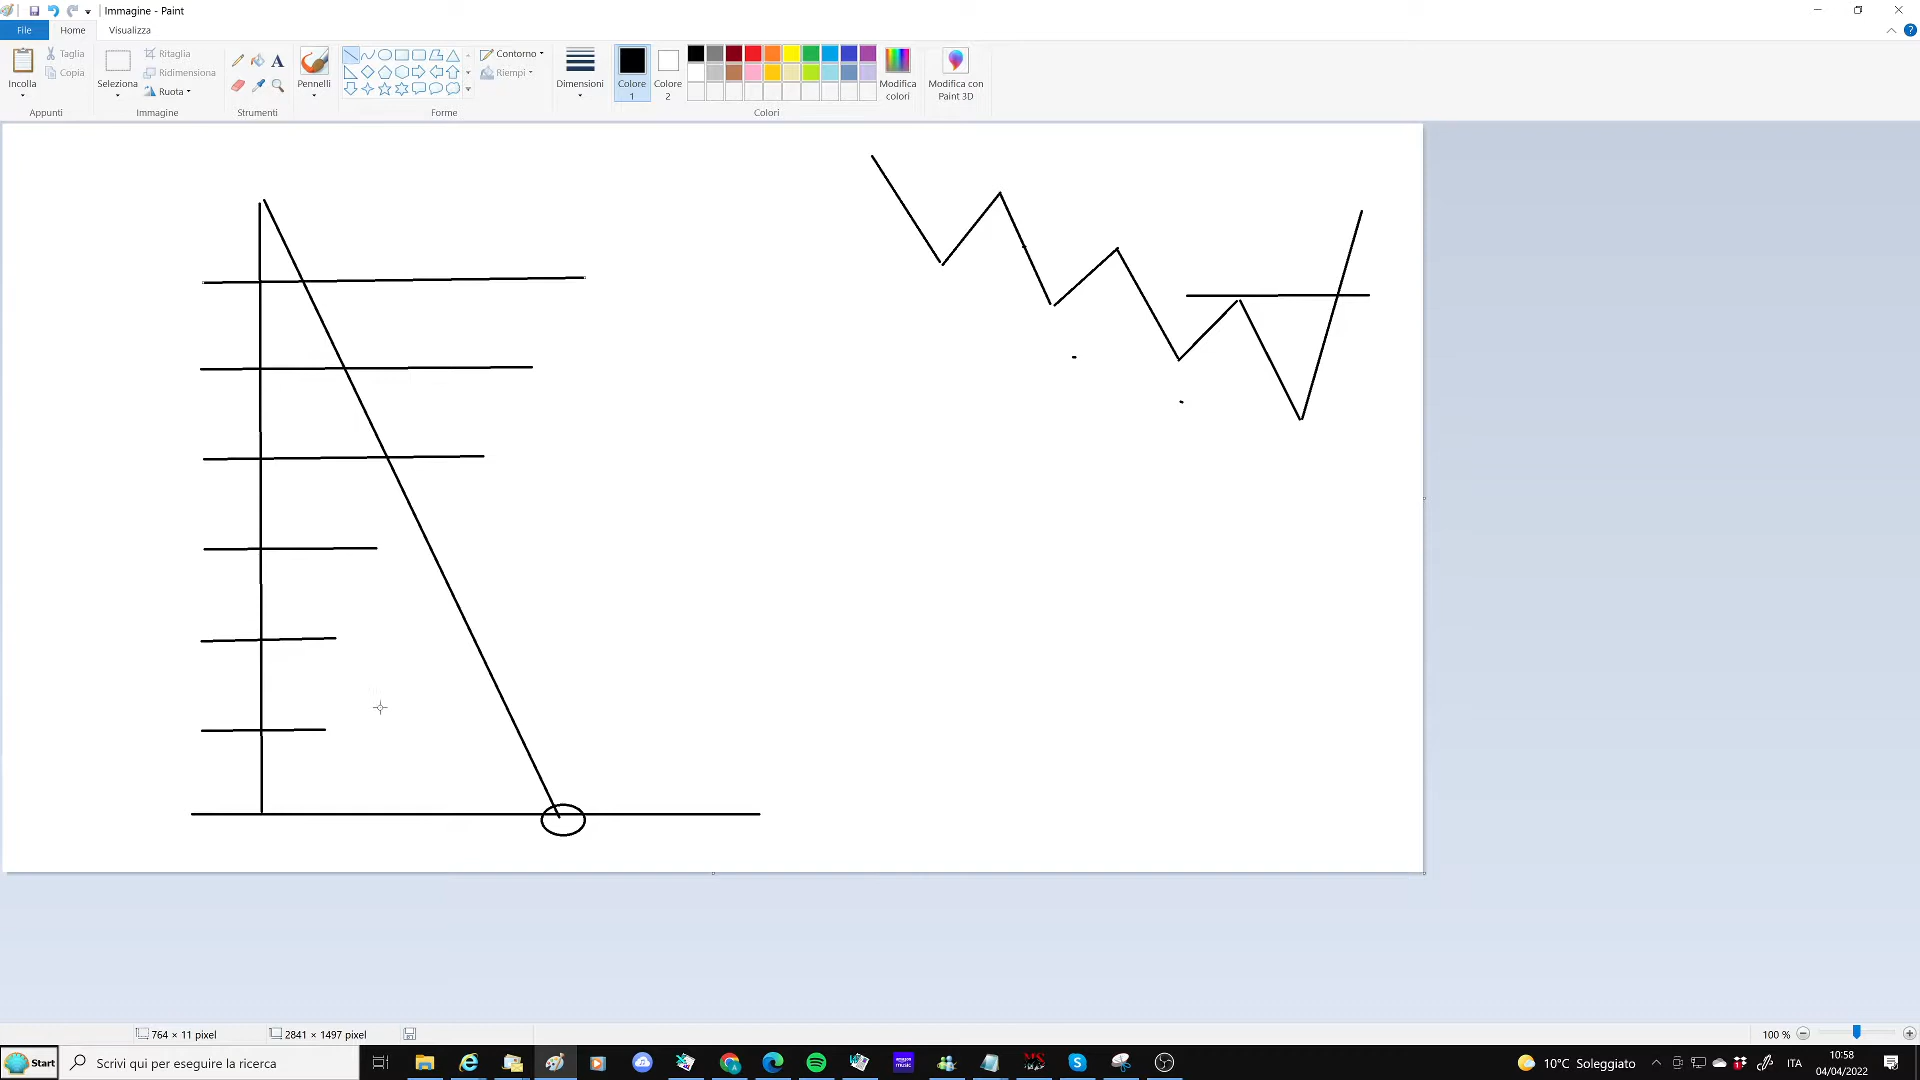 Immagine - Paint
File
Home
Visualizza
Incolla
Taglia
Copia
Appunti
Seleziona
Ritaglia
Ridimensiona
Ruota
Immagine
A
Strumenti
Pennelli
Contorno
Riempi
Forme
Dimensioni
Colore 1
Colore 2
Modifica colori
Colori
Modifica con Paint 3D
764 × 11 pixel
2841 × 1497 pixel
100 %
Start
Scrivi qui per eseguire la ricerca
amazon music
10°C Soleggiato
ITA
10:58
04/04/2022